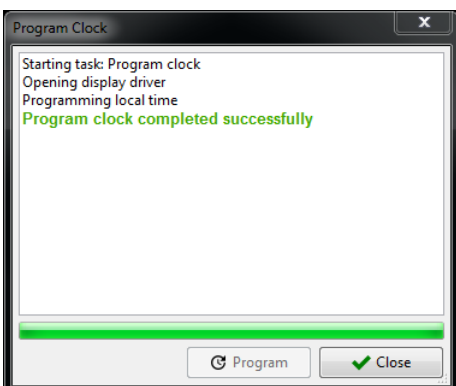 Program Clock
Starting task: Program clock
Opening display driver
Programming local time
Program clock completed successfully
Program
Close